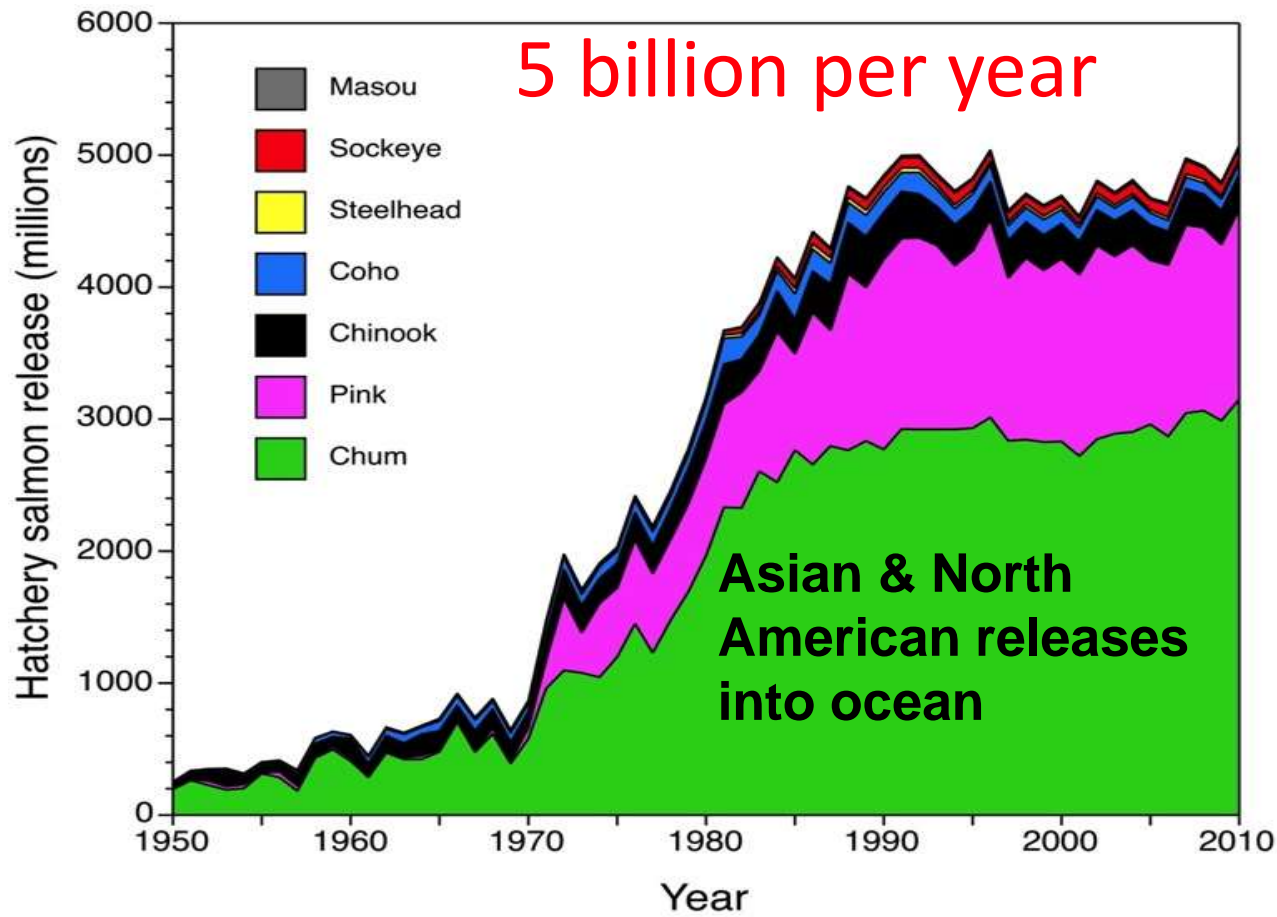 5 billion per year
Hatchery salmon release (millions)
6000
5000
4000
3000
2000
1000
0
Masou
Sockeye
Steelhead
Coho
Chinook
Pink
Chum
Asian & North
American releases
into ocean
1950 1960 1970 1980 1990 2000 2010
Year